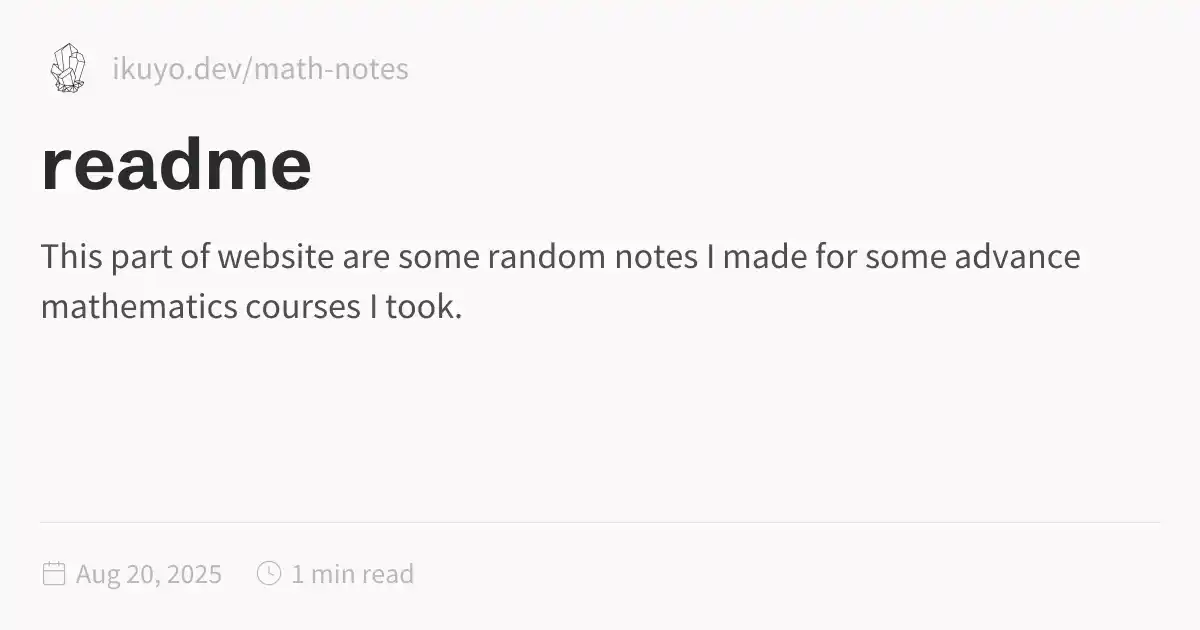 ikuyo.dev/math-notes
readme
This part of website are some random notes I made for some advance
mathematics courses I took.
Aug 20, 2025 1 min read